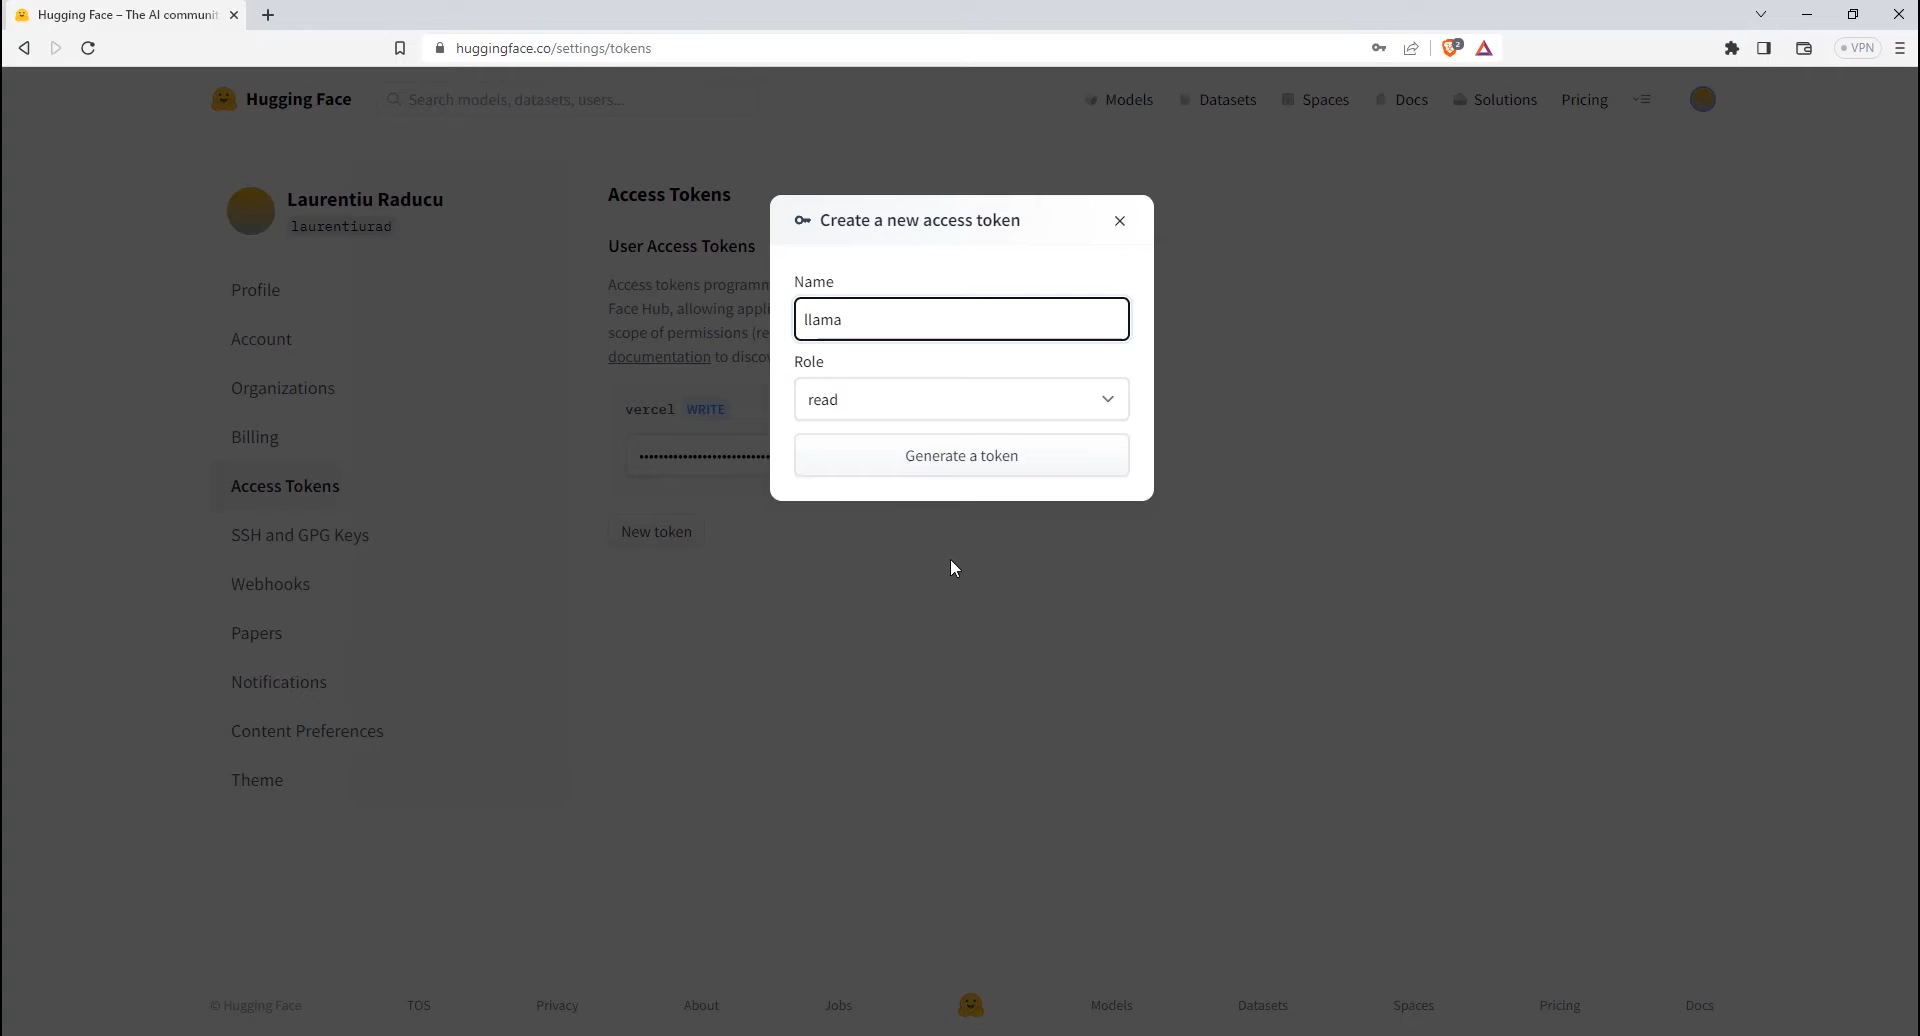 Hugging Face – The AI communit
huggingface.co/settings/tokens
2
VPN
Hugging Face
Search models, datasets, users...
Models
Datasets
Spaces
Docs
Solutions
Pricing
Laurentiu Raducu
laurentiurad
Profile
Account
Organizations
Billing
Access Tokens
SSH and GPG Keys
Webhooks
Papers
Notifications
Content Preferences
Theme
Access Tokens
User Access Tokens
Access tokens programm
Face Hub, allowing appli
scope of permissions (re
documentation to discov
vercel WRITE
New token
Create a new access token
Name
llama
Role
read
Generate a token
© Hugging Face
TOS
Privacy
About
Jobs
Models
Datasets
Spaces
Pricing
Docs